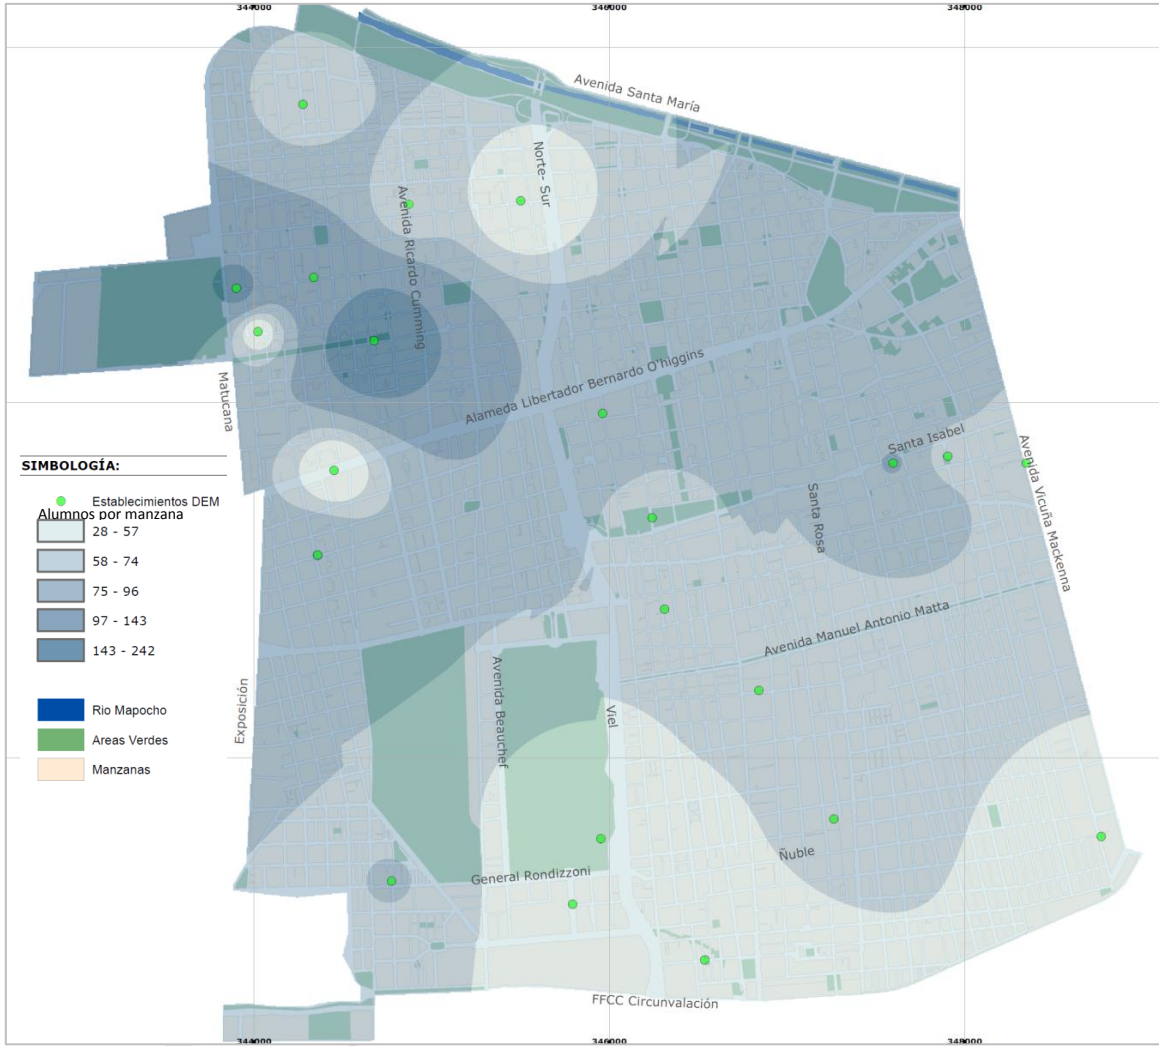 344000
346000
348000
Avenida Santa María
Norte- Sur
Avenida Ricardo Cumming
Matucana
Alameda Libertador Bernardo O'higgins
Santa Isabel
Avenida Vicuña Mackenna
Santa Rosa
SIMBOLOGÍA:
Establecimientos DEM
Alumnos por manzana
28 - 57
58 - 74
75 - 96
97 - 143
143 - 242
Rio Mapocho
Areas Verdes
Manzanas
Avenida Manuel Antonio Matta
Exposición
Avenida Beauchef
Viel
Ñuble
General Rondizzoni
FFCC Circunvalación
344000
346000
348000